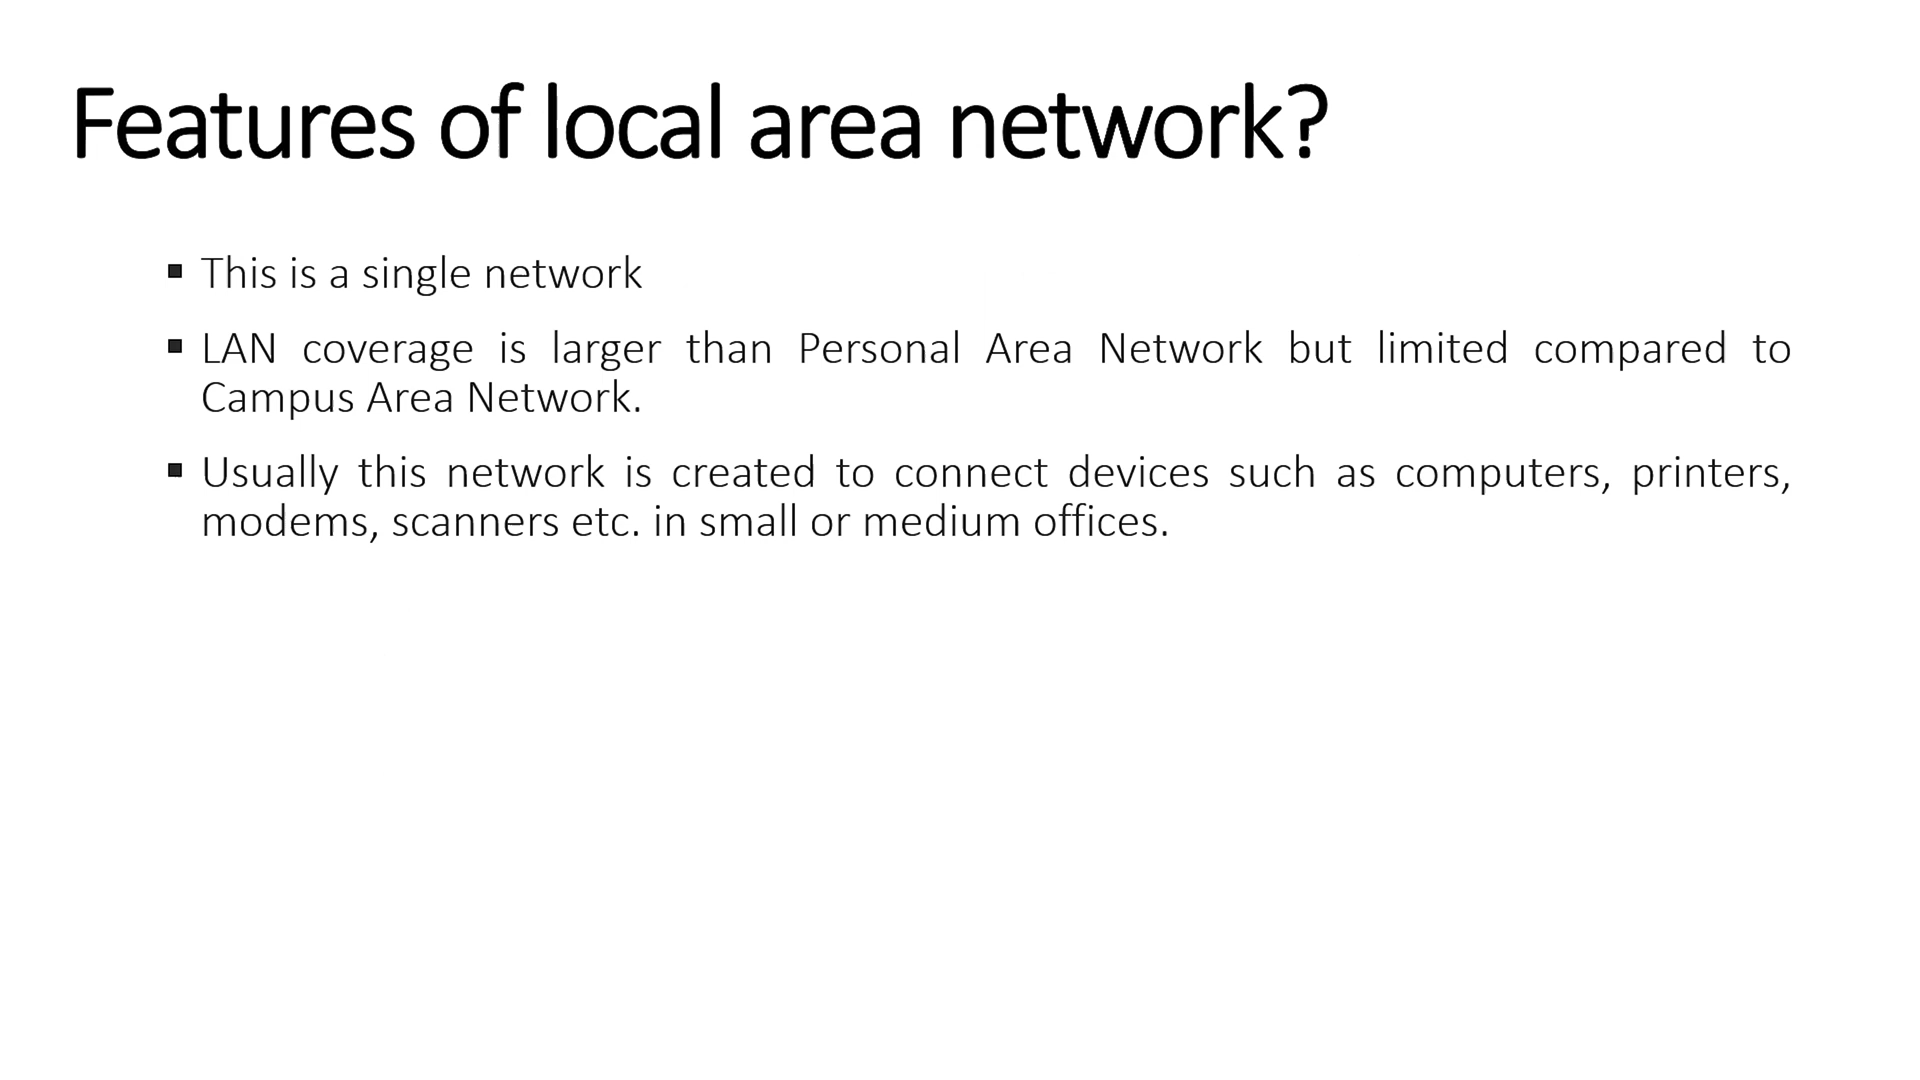 Features of local area network?
▪ This is a single network
▪ LAN coverage is larger than Personal Area Network but limited compared to
Campus Area Network.
▪ Usually this network is created to connect devices such as computers, printers,
modems, scanners etc. in small or medium offices.